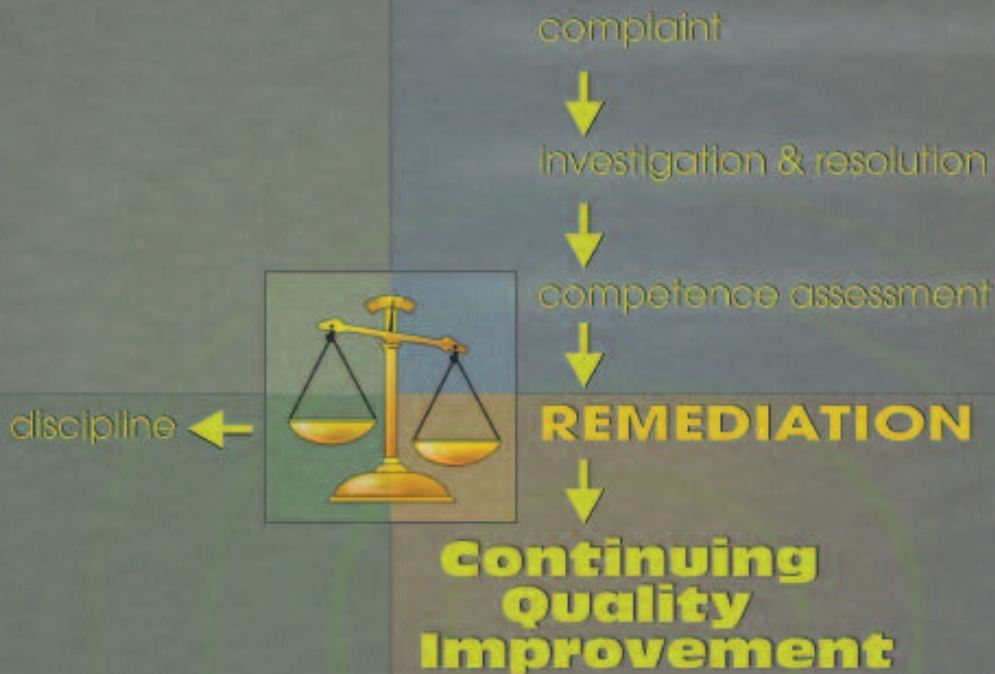 complaint
investigation & resolution
competence assessment
discipline
REMEDIATION
Continuing
Quality
Improvement